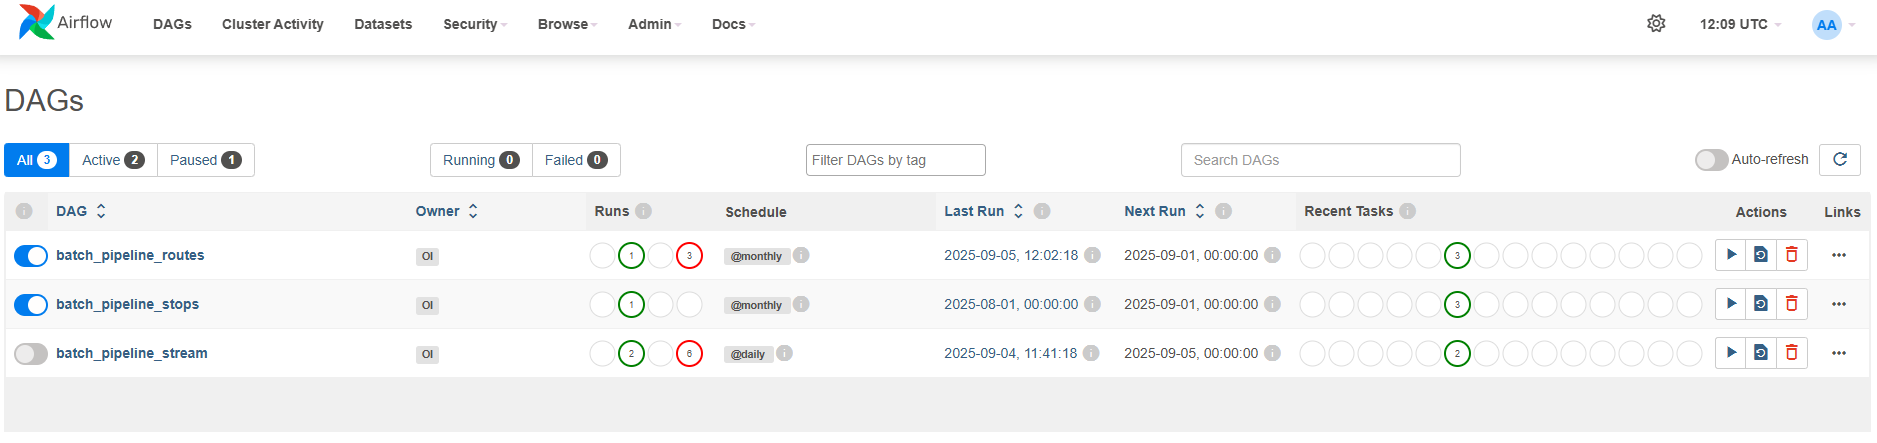 Airflow DAGs Cluster Activity Datasets Security Browse Admin Docs 12:09 UTC AA
DAGs
All 3 Active 2 Paused 1 Running 0 Failed 0 Filter DAGs by tag Search DAGs Auto-refresh
i DAG Owner Runs i Schedule Last Run i Next Run i Recent Tasks i Actions Links
batch_pipeline_routes OI 1 3 @monthly i 2025-09-05, 12:02:18 i 2025-09-01, 00:00:00 i 3
batch_pipeline_stops OI 1 @monthly i 2025-08-01, 00:00:00 i 2025-09-01, 00:00:00 i 3
batch_pipeline_stream OI 2 6 @daily i 2025-09-04, 11:41:18 i 2025-09-05, 00:00:00 i 2